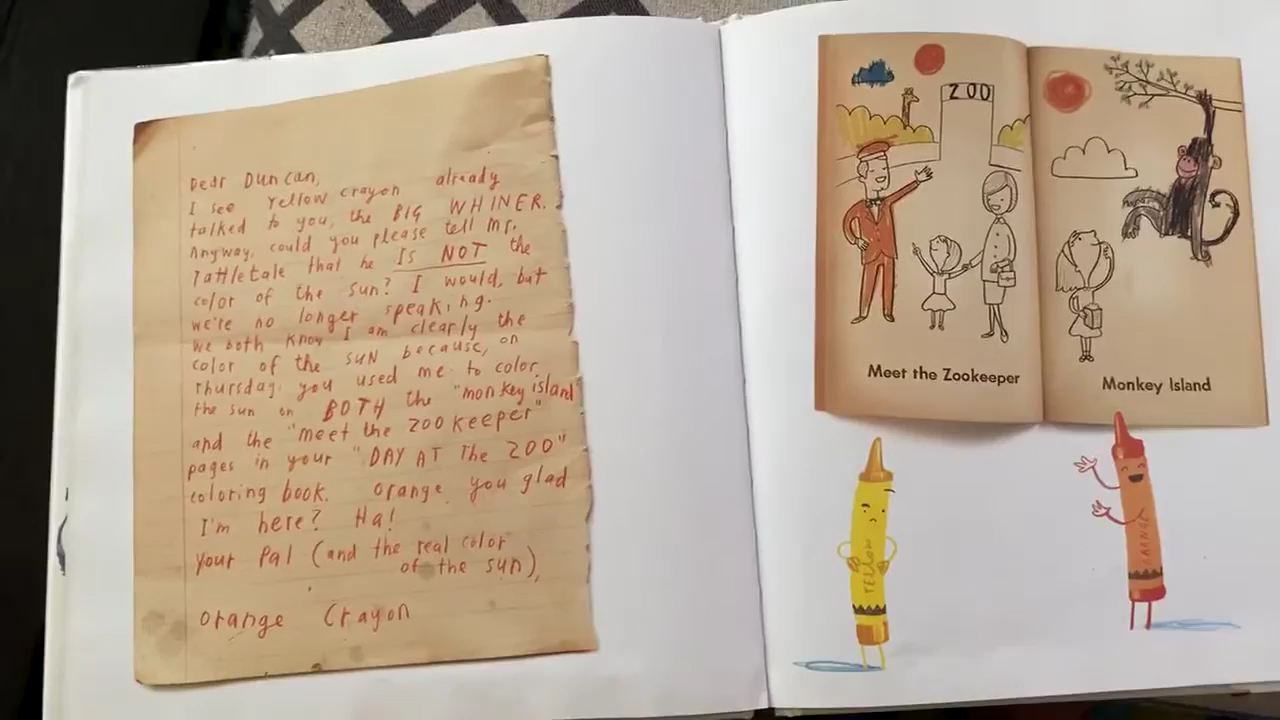 Dear Duncan,
I see Yellow crayon already
talked to you, the BIG WHINER.
Anyway, could you please tell Mr.
Tattletale that he IS NOT the
color of the sun? I would, but
we're no longer speaking.
We both know I am clearly the
color of the SUN because, on
Thursday, you used me to color
the sun on BOTH the "monkey island"
and the "meet the ZOO KEEPER"
pages in your "DAY AT The ZOO"
coloring book. Orange you glad
I'm here? Ha!
Your Pal (and the real color
of the sun),
Orange Crayon
ZOO
Meet the Zookeeper
Monkey Island
YELLOW
ORANGE